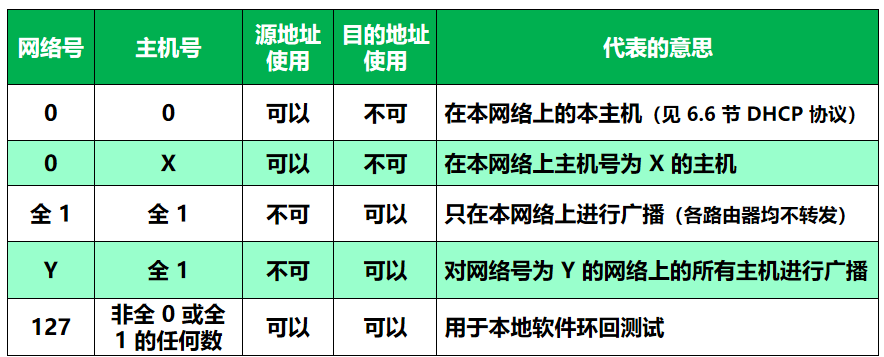 网络号 主机号 源地址使用 目的地址使用 代表的意思
0 0 可以 不可 在本网络上的本主机（见 6.6 节 DHCP 协议）
0 X 可以 不可 在本网络上主机号为 X 的主机
全 1 全 1 不可 可以 只在本网络上进行广播（各路由器均不转发）
Y 全 1 不可 可以 对网络号为 Y 的网络上的所有主机进行广播
127 非全 0 或全 1 的任何数 可以 可以 用于本地软件环回测试